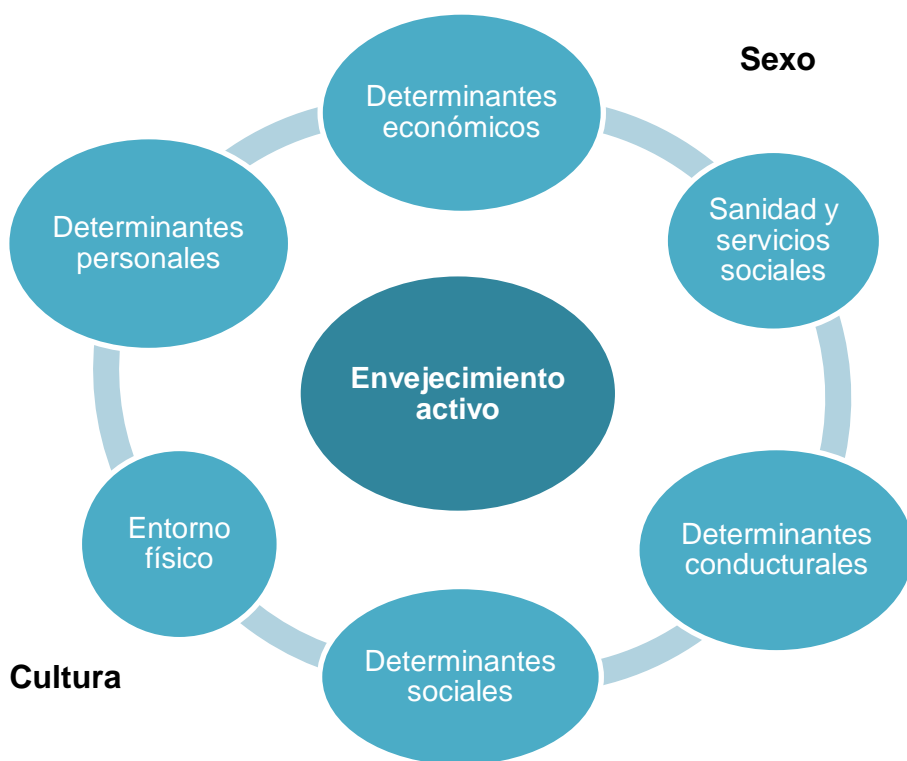 Sexo
Determinantes
económicos
Sanidad y
servicios
sociales
Determinantes
personales
Envejecimiento
activo
Entorno
físico
Determinantes
conducturales
Determinantes
sociales
Cultura